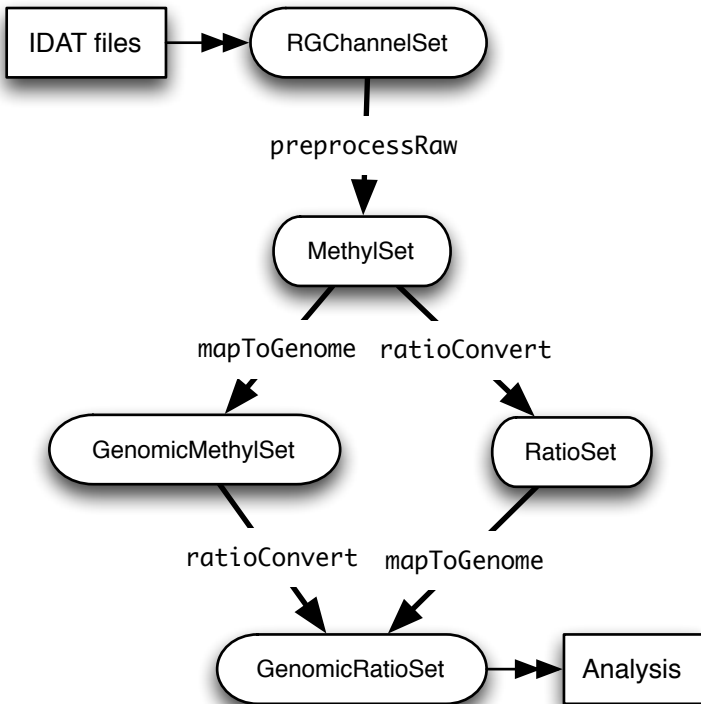 IDAT files
RGChannelSet
preprocessRaw
MethylSet
mapToGenome ratioConvert
GenomicMethylSet
RatioSet
ratioConvert mapToGenome
GenomicRatioSet
Analysis